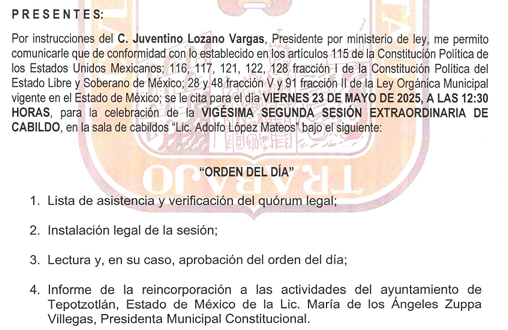 P R E S E N T E S:
Por instrucciones del C. Juventino Lozano Vargas, Presidente por ministerio de ley, me permito
comunicarle que de conformidad con lo establecido en los artículos 115 de la Constitución Política de
los Estados Unidos Mexicanos; 116, 117, 121, 122, 128 fracción I de la Constitución Política del
Estado Libre y Soberano de México; 28 y 48 fracción V y 91 fracción II de la Ley Orgánica Municipal
vigente en el Estado de México; se le cita para el día VIERNES 23 DE MAYO DE 2025, A LAS 12:30
HORAS, para la celebración de la VIGÉSIMA SEGUNDA SESIÓN EXTRAORDINARIA DE
CABILDO, en la sala de cabildos "Lic. Adolfo López Mateos" bajo el siguiente:
"ORDEN DEL DÍA"
TRABAJO
1. Lista de asistencia y verificación del quórum legal;
2. Instalación legal de la sesión;
3. Lectura y, en su caso, aprobación del orden del día;
4. Informe de la reincorporación a las actividades del ayuntamiento de
Tepotzotlán, Estado de México de la Lic. María de los Ángeles Zuppa
Villegas, Presidenta Municipal Constitucional.